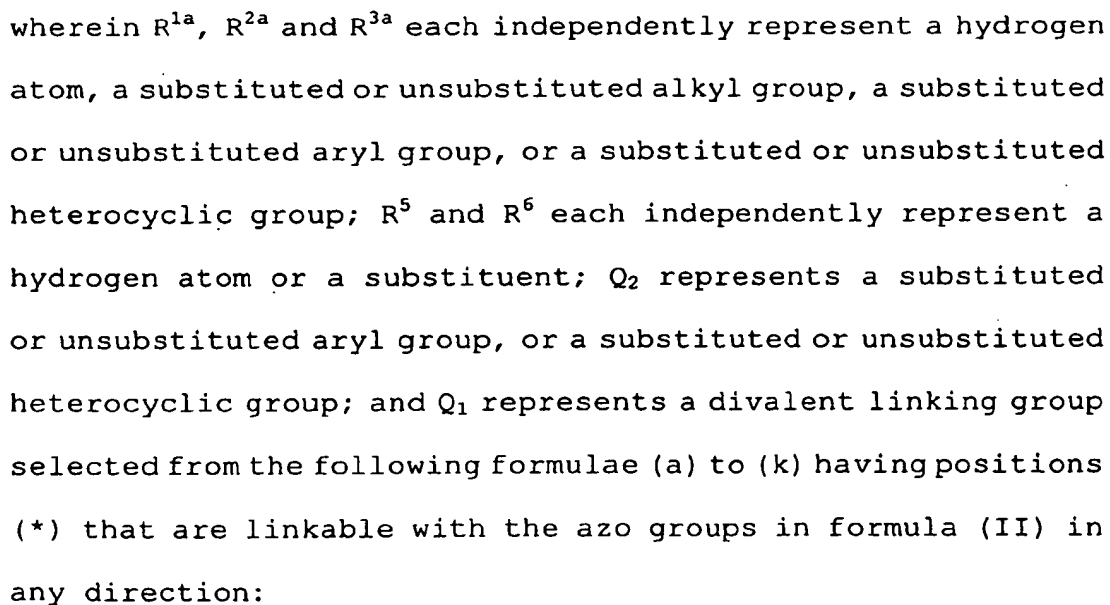 wherein R¹ᵃ, R²ᵃ and R³ᵃ each independently represent a hydrogen
atom, a substituted or unsubstituted alkyl group, a substituted
or unsubstituted aryl group, or a substituted or unsubstituted
heterocyclic group; R⁵ and R⁶ each independently represent a
hydrogen atom or a substituent; Q₂ represents a substituted
or unsubstituted aryl group, or a substituted or unsubstituted
heterocyclic group; and Q₁ represents a divalent linking group
selected from the following formulae (a) to (k) having positions
(*) that are linkable with the azo groups in formula (II) in
any direction: